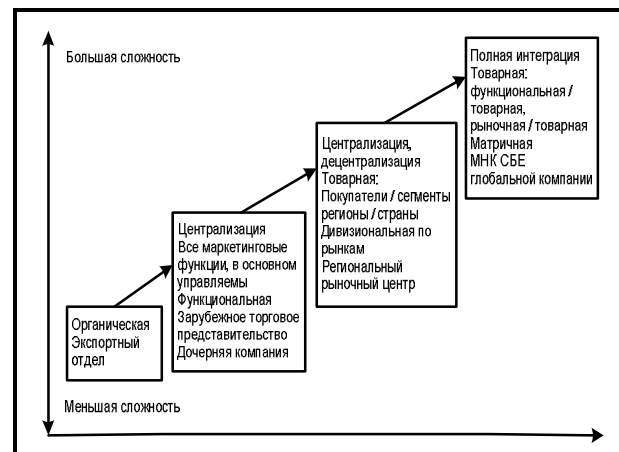 Большая сложность
Полная интеграция
Товарная:
функциональная /
товарная,
рыночная / товарная
Матричная
МНК СБЕ
глобальной компании
Централизация,
децентрализация
Товарная:
Покупатели / сегменты
регионы / страны
Дивизиональная по
рынкам
Региональный
рыночный центр
Централизация
Все маркетинговые
функции, в основном
управляемы
Функциональная
Зарубежное торговое
представительство
Дочерняя компания
Органическая
Экспортный
отдел
Меньшая сложность